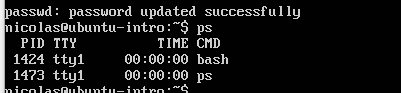 passwd: password updated successfully
nicolas@ubuntu-intro:~$ ps
    PID TTY          TIME CMD
   1424 tty1     00:00:00 bash
   1473 tty1     00:00:00 ps
nicolas@ubuntu-intro:~$